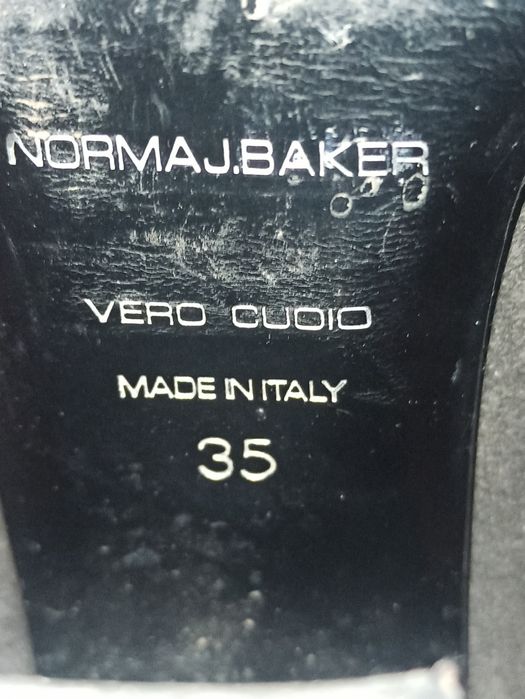 NORMAJ.BAKER
VERO CUOIO
MADE IN ITALY
35